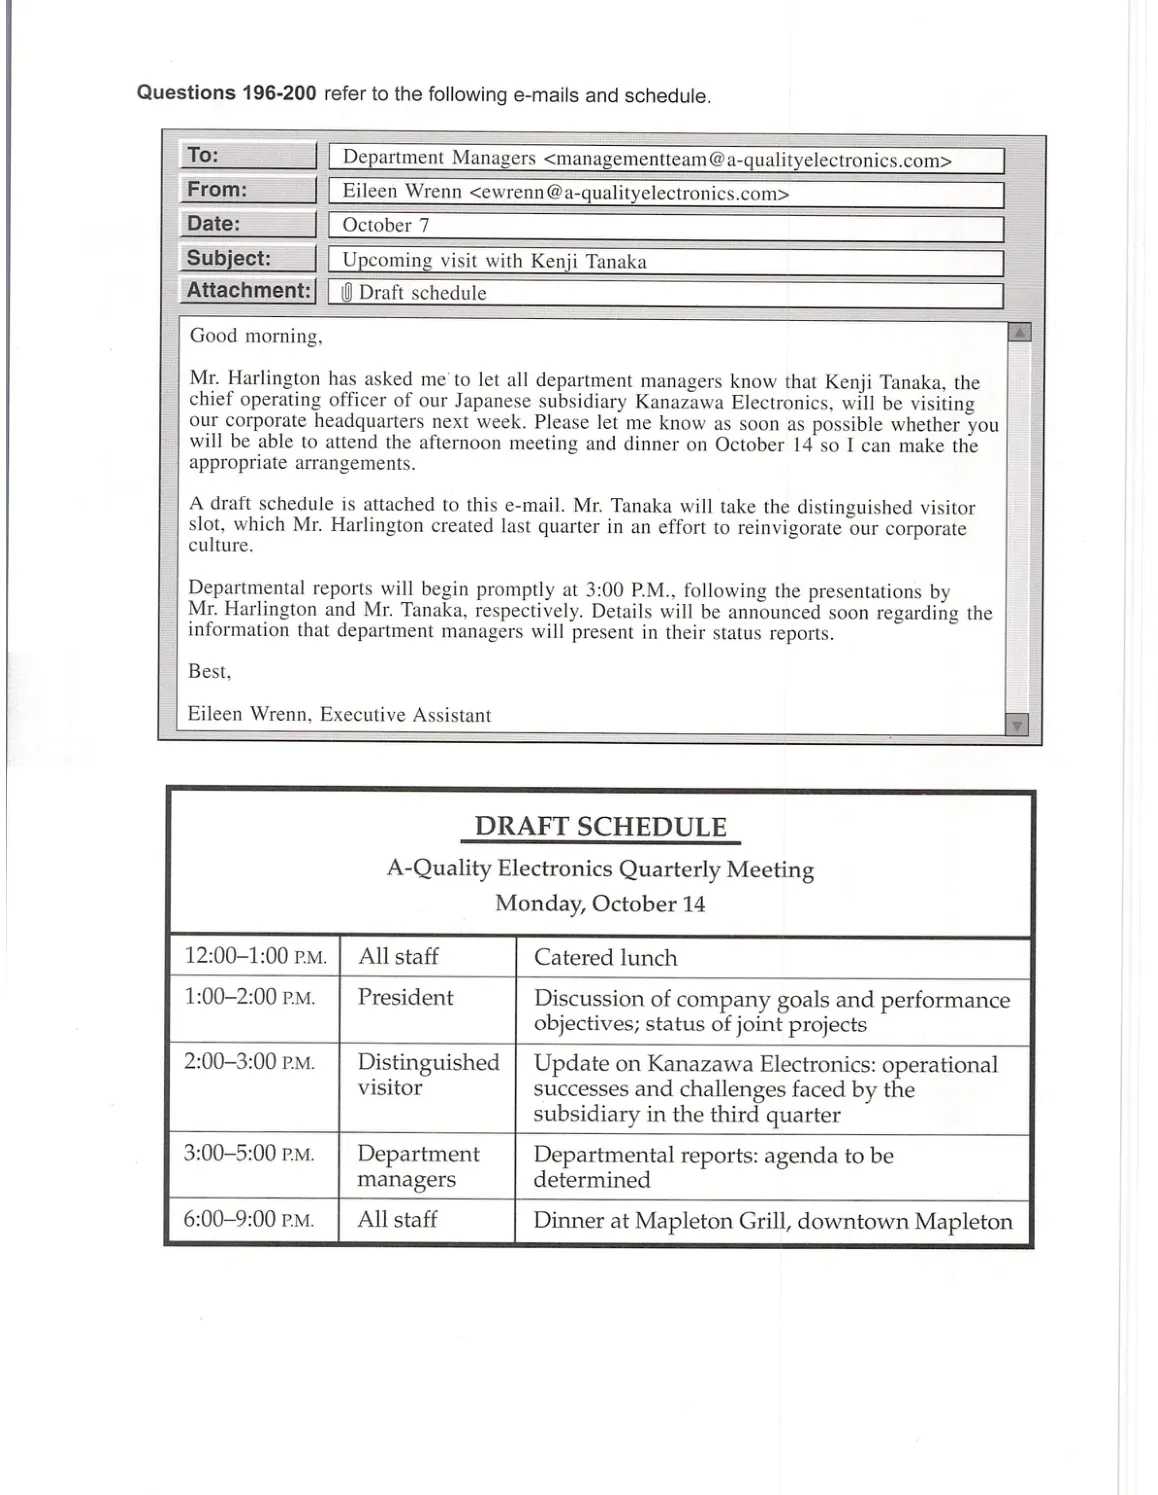 Questions 196-200 refer to the following e-mails and schedule.
To: Department Managers <managementteam@a-qualityelectronics.com>
From: Eileen Wrenn <ewrenn@a-qualityelectronics.com>
Date: October 7
Subject: Upcoming visit with Kenji Tanaka
Attachment: Draft schedule
Good morning,
Mr. Harlington has asked me to let all department managers know that Kenji Tanaka, the
chief operating officer of our Japanese subsidiary Kanazawa Electronics, will be visiting
our corporate headquarters next week. Please let me know as soon as possible whether you
will be able to attend the afternoon meeting and dinner on October 14 so I can make the
appropriate arrangements.
A draft schedule is attached to this e-mail. Mr. Tanaka will take the distinguished visitor
slot, which Mr. Harlington created last quarter in an effort to reinvigorate our corporate
culture.
Departmental reports will begin promptly at 3:00 P.M., following the presentations by
Mr. Harlington and Mr. Tanaka, respectively. Details will be announced soon regarding the
information that department managers will present in their status reports.
Best,
Eileen Wrenn, Executive Assistant
DRAFT SCHEDULE
A-Quality Electronics Quarterly Meeting
Monday, October 14
12:00–1:00 P.M. All staff Catered lunch
1:00–2:00 P.M. President Discussion of company goals and performance
objectives; status of joint projects
2:00–3:00 P.M. Distinguished Update on Kanazawa Electronics: operational
visitor successes and challenges faced by the
subsidiary in the third quarter
3:00–5:00 P.M. Department Departmental reports: agenda to be
managers determined
6:00–9:00 P.M. All staff Dinner at Mapleton Grill, downtown Mapleton